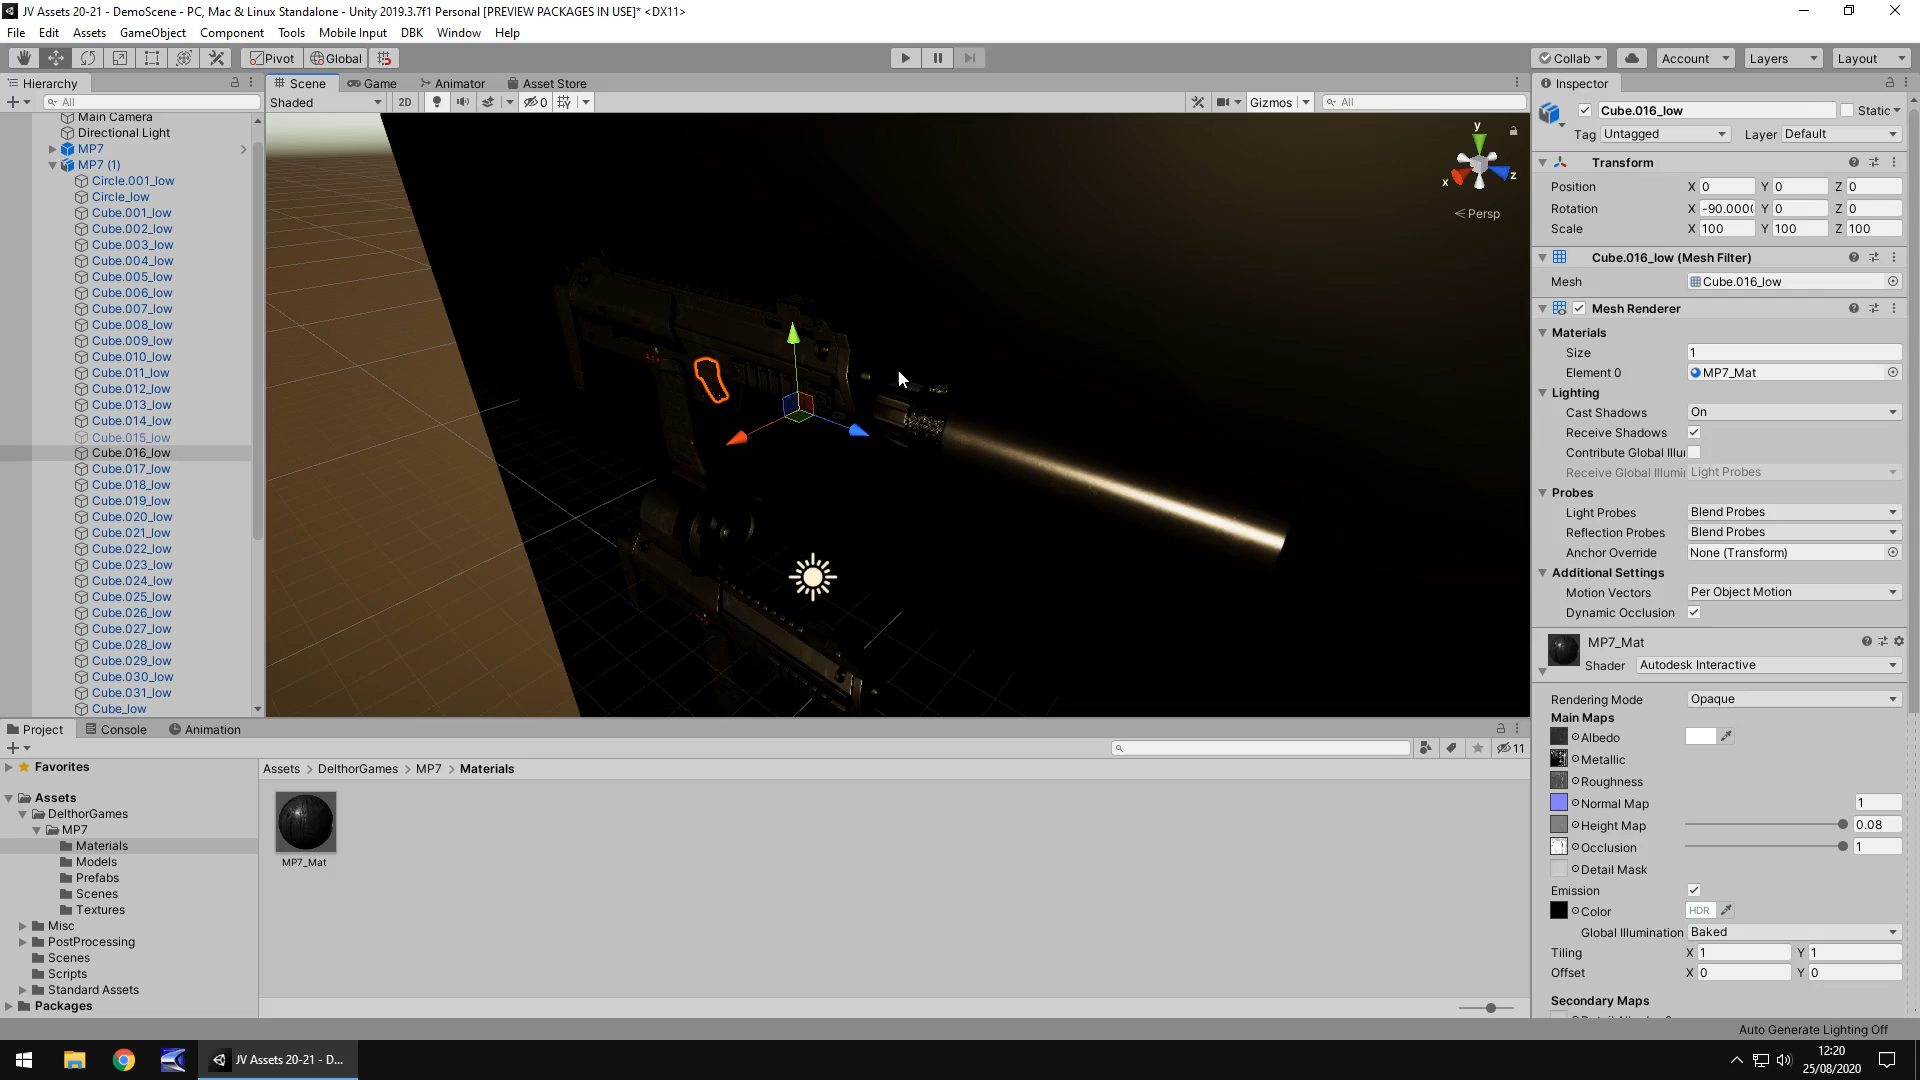 JV Assets 20-21 - DemoScene - PC, Mac & Linux Standalone - Unity 2019.3.7f1 Personal [PREVIEW PACKAGES IN USE]* <DX11>
File Edit Assets GameObject Component Tools Mobile Input DBK Window Help
Pivot Global Collab Account Layers Layout
Hierarchy
All
Main Camera
Directional Light
MP7
MP7 (1)
Circle.001_low
Circle_low
Cube.001_low
Cube.002_low
Cube.003_low
Cube.004_low
Cube.005_low
Cube.006_low
Cube.007_low
Cube.008_low
Cube.009_low
Cube.010_low
Cube.011_low
Cube.012_low
Cube.013_low
Cube.014_low
Cube.015_low
Cube.016_low
Cube.017_low
Cube.018_low
Cube.019_low
Cube.020_low
Cube.021_low
Cube.022_low
Cube.023_low
Cube.024_low
Cube.025_low
Cube.026_low
Cube.027_low
Cube.028_low
Cube.029_low
Cube.030_low
Cube.031_low
Cube_low
Scene Game Animator Asset Store
Shaded 2D 0 Gizmos All
y
x z
Persp
Inspector
Cube.016_low Static
Tag Untagged Layer Default
Transform
Position X 0 Y 0 Z 0
Rotation X -90.0000 Y 0 Z 0
Scale X 100 Y 100 Z 100
Cube.016_low (Mesh Filter)
Mesh Cube.016_low
Mesh Renderer
Materials
Size 1
Element 0 MP7_Mat
Lighting
Cast Shadows On
Receive Shadows
Contribute Global Illu
Receive Global Illumi Light Probes
Probes
Light Probes Blend Probes
Reflection Probes Blend Probes
Anchor Override None (Transform)
Additional Settings
Motion Vectors Per Object Motion
Dynamic Occlusion
MP7_Mat
Shader Autodesk Interactive
Rendering Mode Opaque
Main Maps
Albedo
Metallic
Roughness
Normal Map 1
Height Map 0.08
Occlusion 1
Detail Mask
Emission
Color HDR
Global Illumination Baked
Tiling X 1 Y 1
Offset X 0 Y 0
Secondary Maps
Project Console Animation
11
Favorites
Assets
DelthorGames
MP7
Materials
Models
Prefabs
Scenes
Textures
Misc
PostProcessing
Scenes
Scripts
Standard Assets
Packages
Assets > DelthorGames > MP7 > Materials
MP7_Mat
Auto Generate Lighting Off
JV Assets 20-21 - D...
12:20
25/08/2020